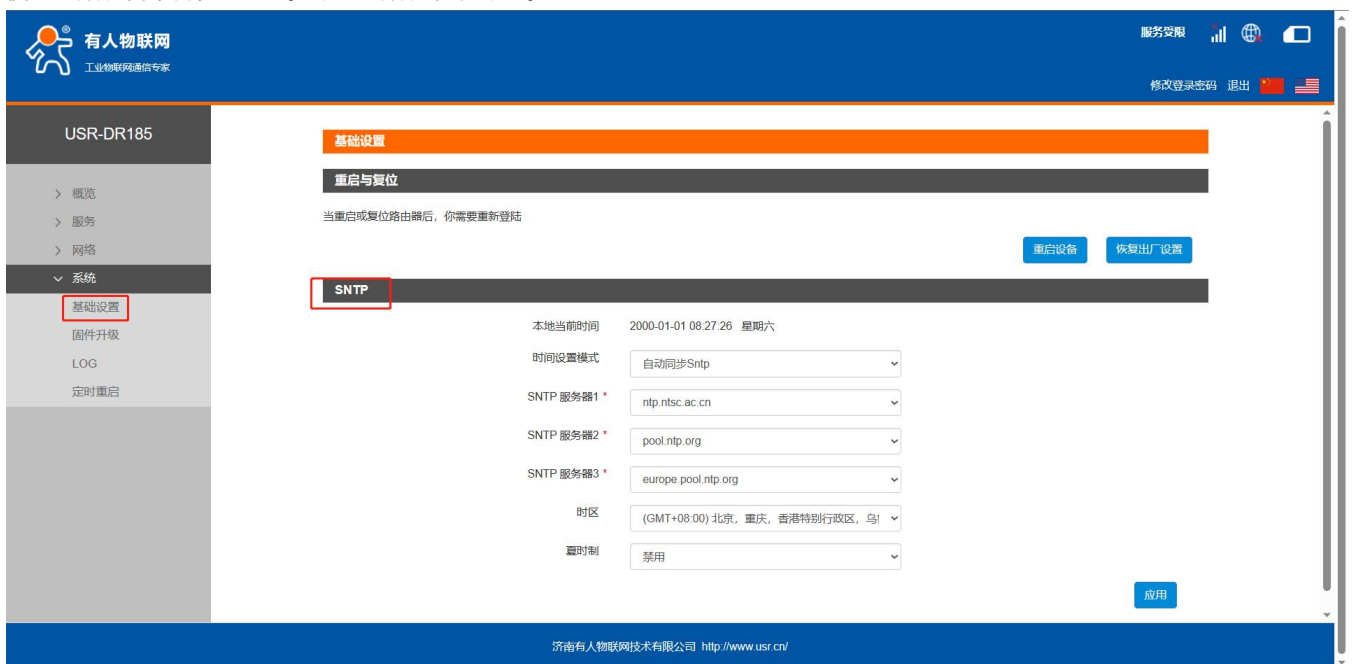 有人物联网
工业物联网通信专家
服务受限
修改登录密码 退出
USR-DR185
概览
服务
网络
系统
基础设置
固件升级
LOG
定时重启
基础设置
重启与复位
当重启或复位路由器后，你需要重新登陆
重启设备 恢复出厂设置
SNTP
本地当前时间 2000-01-01 08:27:26 星期六
时间设置模式 自动同步Sntp
SNTP 服务器1 * ntp.ntsc.ac.cn
SNTP 服务器2 * pool.ntp.org
SNTP 服务器3 * europe.pool.ntp.org
时区 (GMT+08:00) 北京，重庆，香港特别行政区，乌
夏时制 禁用
应用
济南有人物联网技术有限公司 http://www.usr.cn/